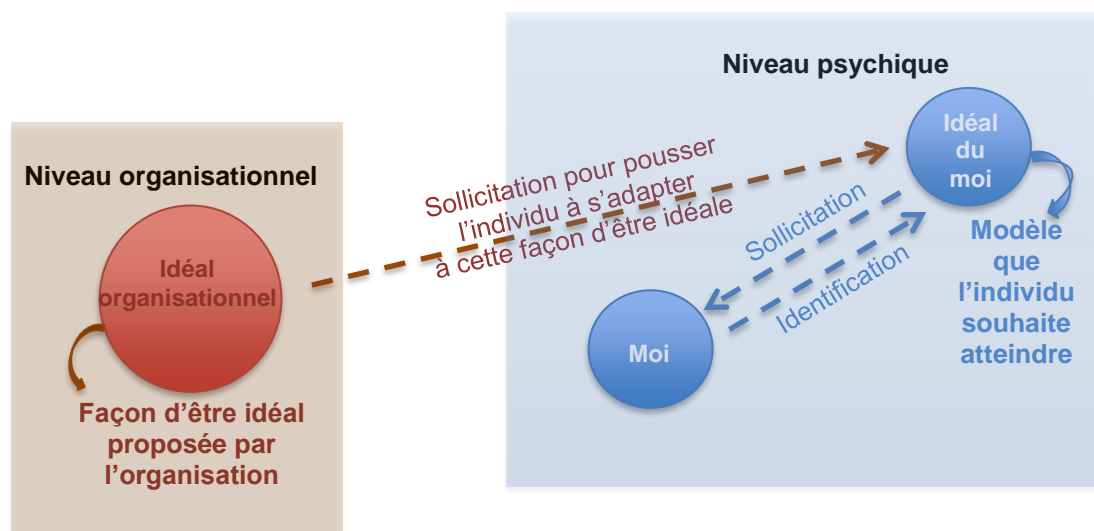 Niveau organisationnel
Idéal
organisationnel
Façon d’être idéal
proposée par
l’organisation
Sollicitation pour pousser
l’individu à s’adapter
à cette façon d’être idéale
Niveau psychique
Idéal
du
moi
Sollicitation
Identification
Moi
Modèle
que
l’individu
souhaite
atteindre